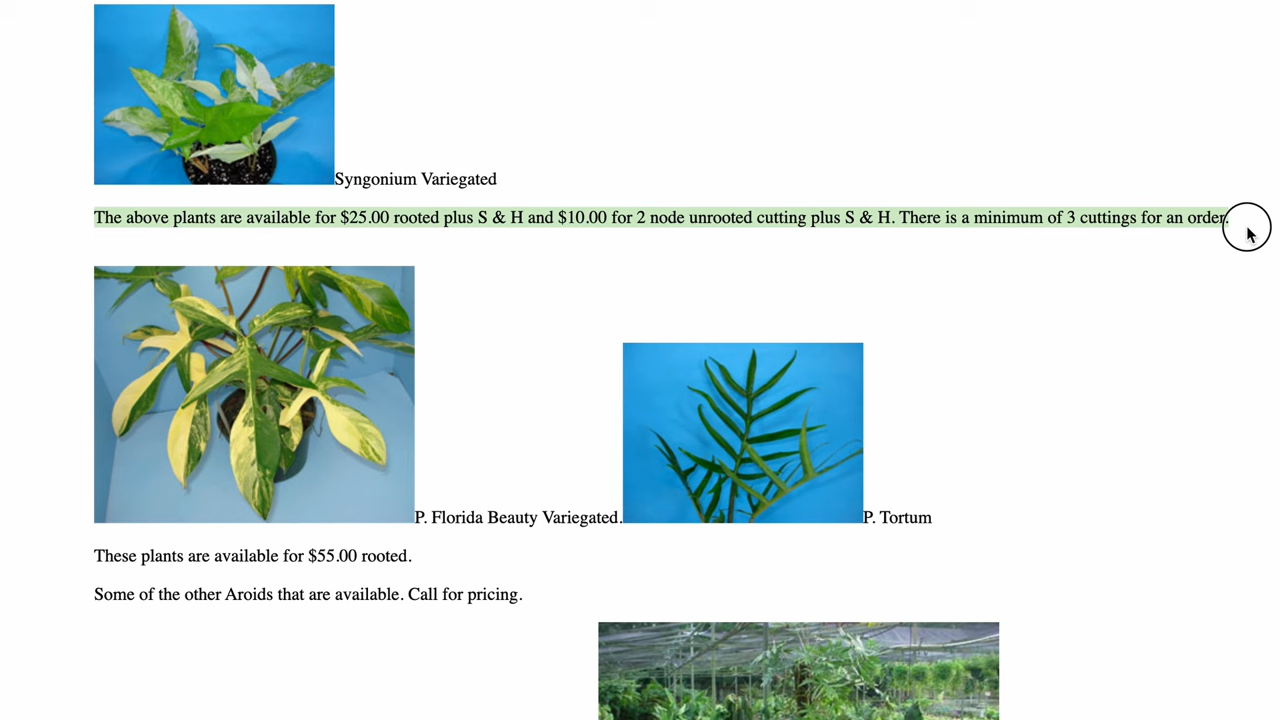 Syngonium Variegated
The above plants are available for $25.00 rooted plus S & H and $10.00 for 2 node unrooted cutting plus S & H. There is a minimum of 3 cuttings for an order.
P. Florida Beauty Variegated.
P. Tortum
These plants are available for $55.00 rooted.
Some of the other Aroids that are available. Call for pricing.